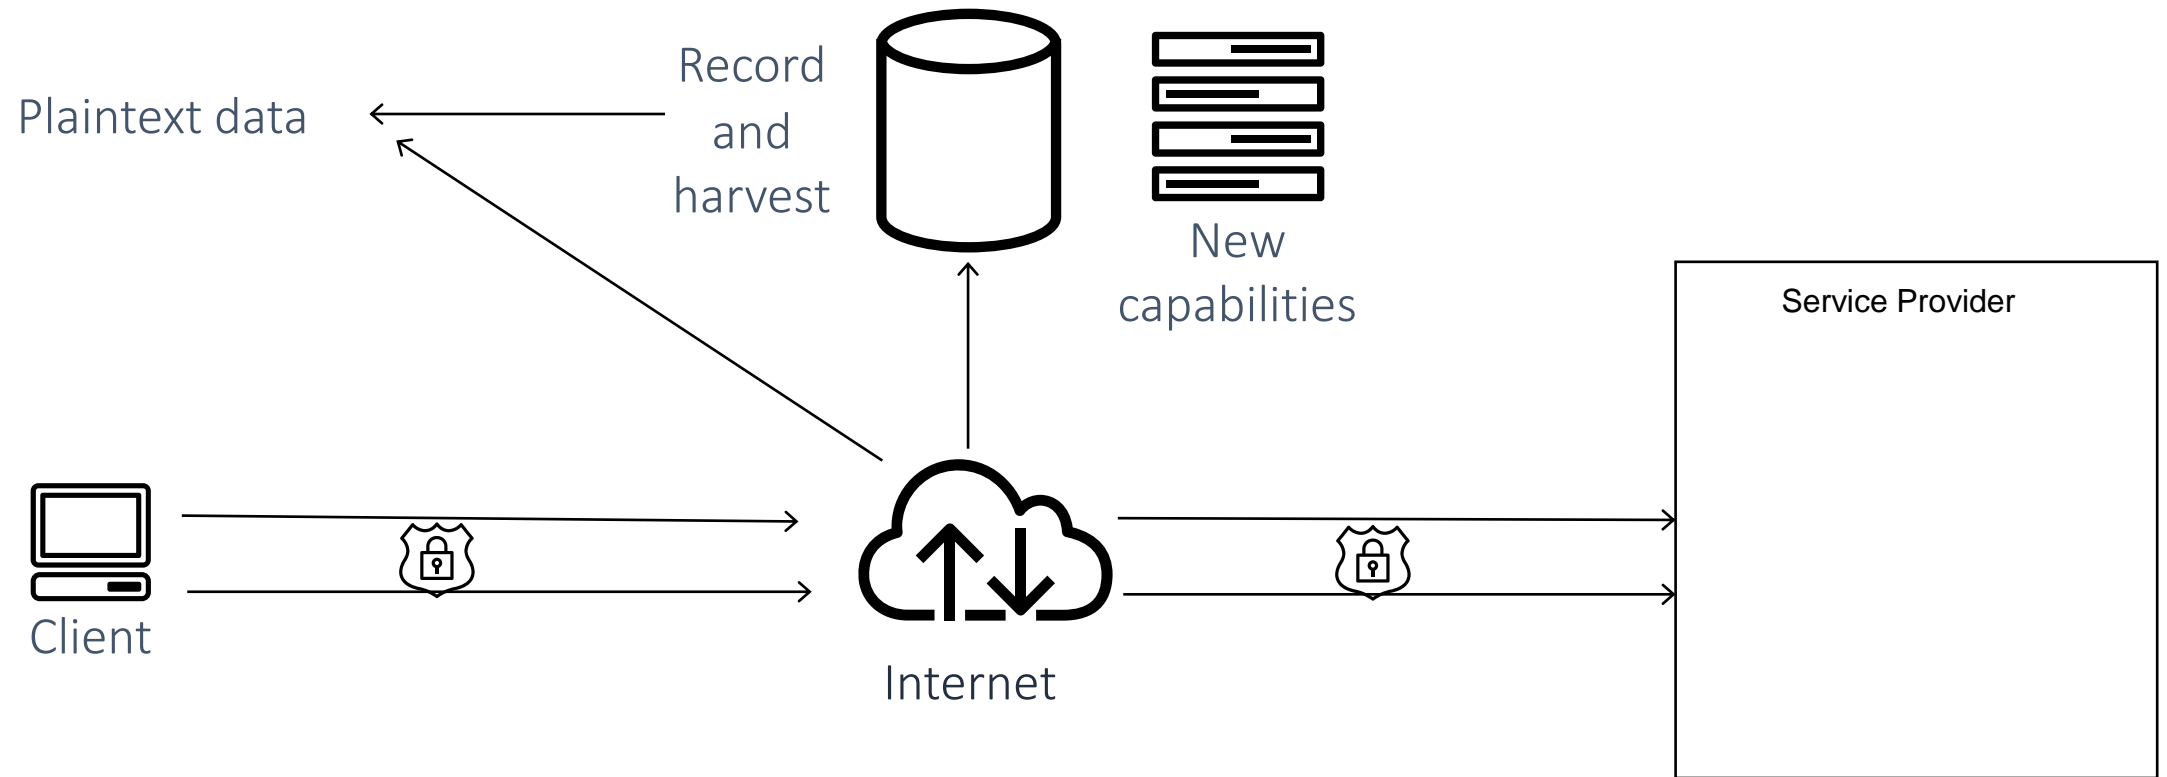 Plaintext data
Record
and
harvest
New
capabilities
Service Provider
Client
Internet